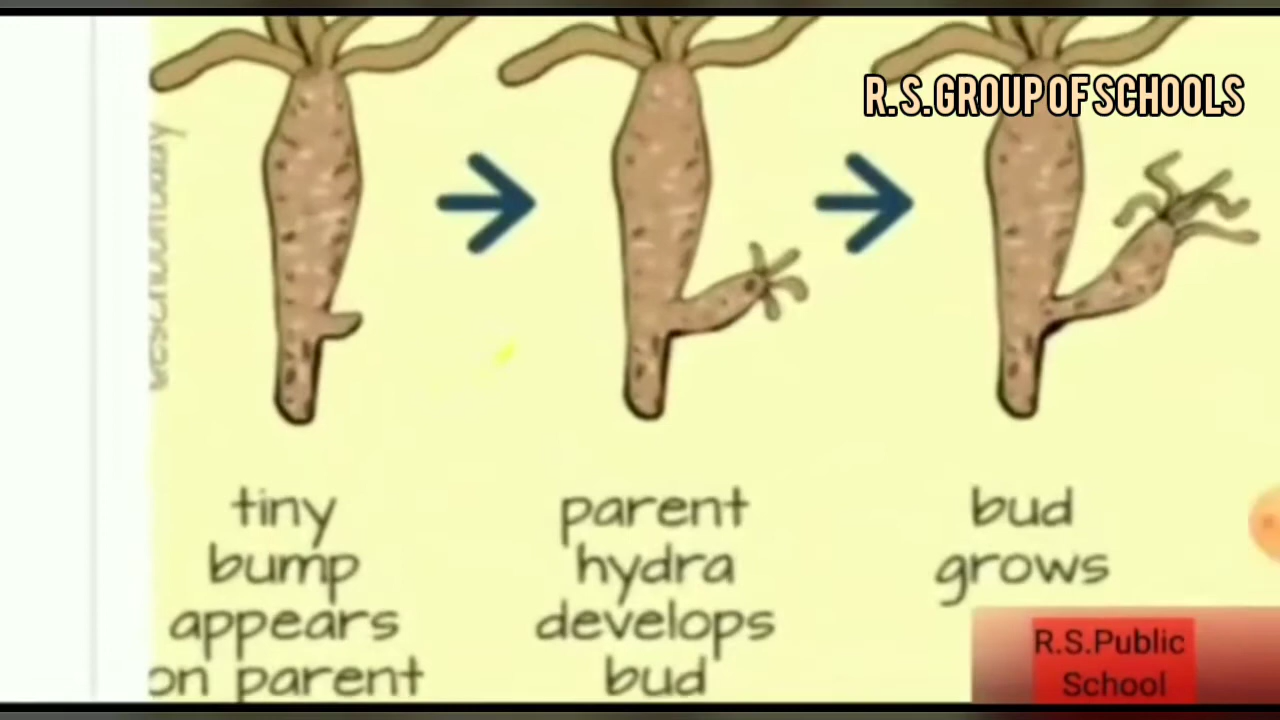 R.S.GROUP OF SCHOOLS
tiny
bump
appears
on parent
parent
hydra
develops
bud
bud
grows
R.S.Public
School